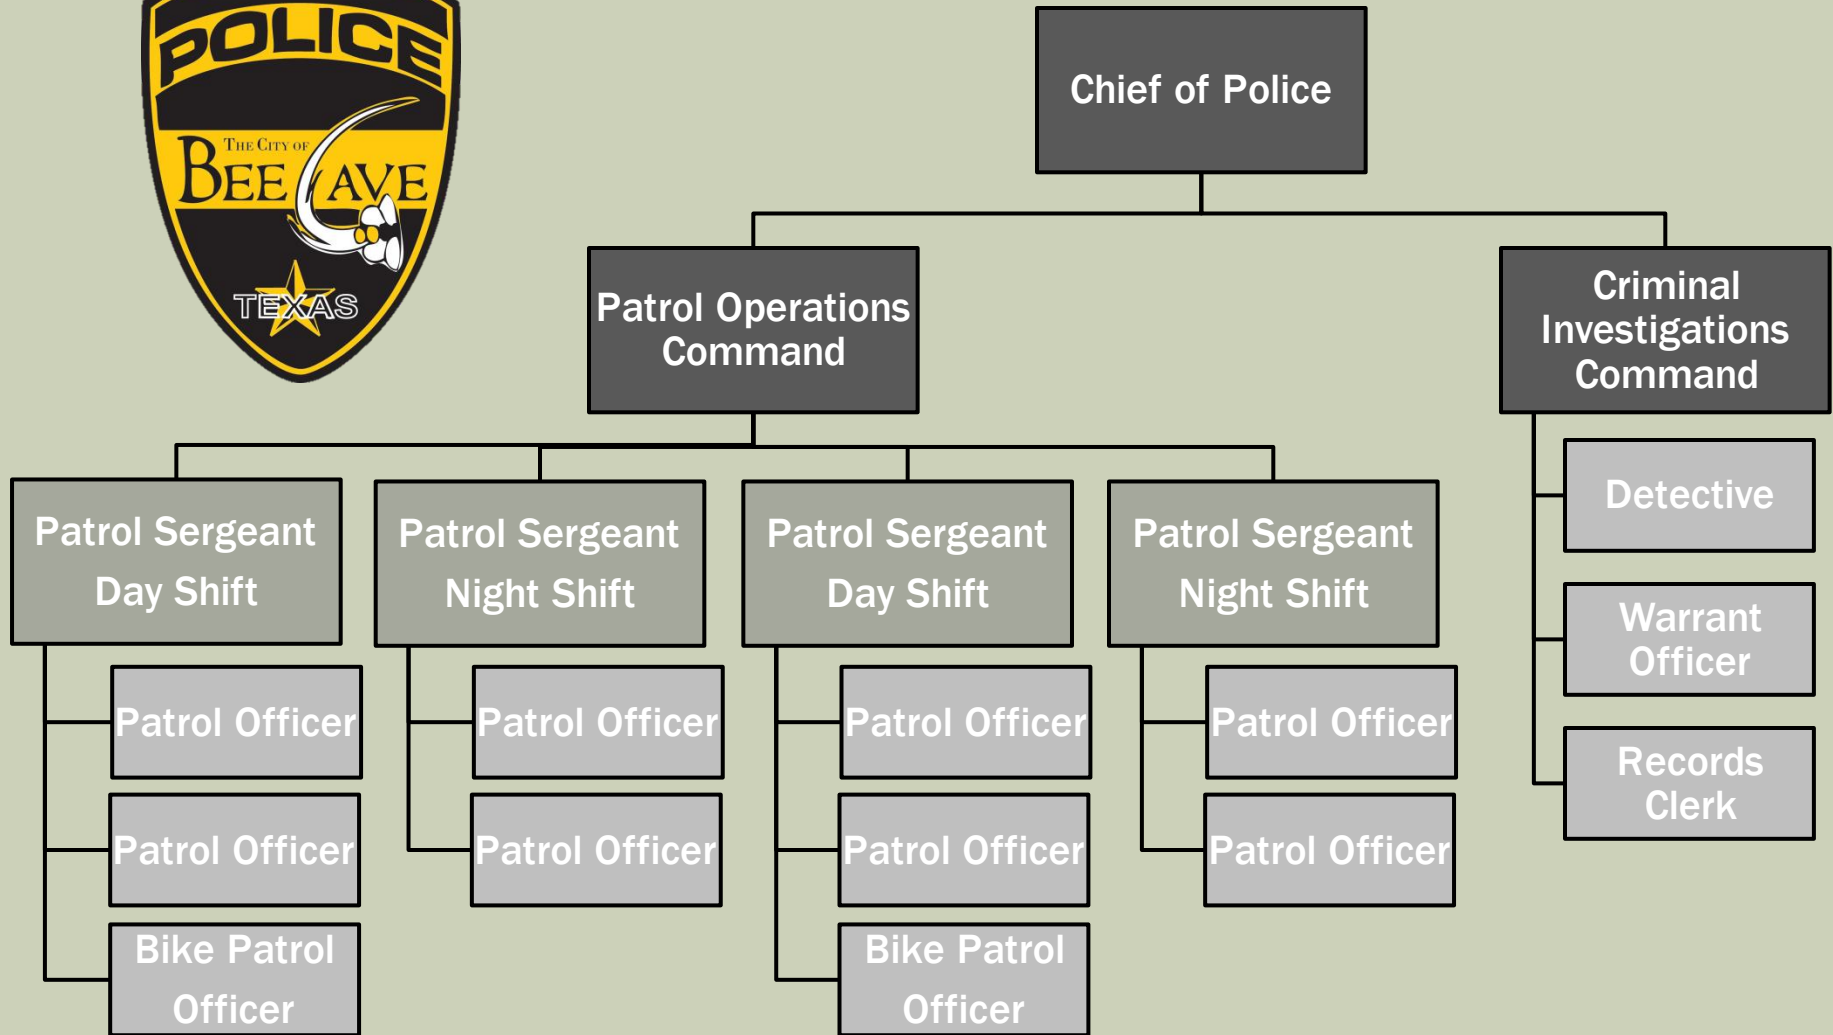 POLICE
THE CITY OF
BEE CAVE
TEXAS
Chief of Police
Patrol Operations
Command
Criminal
Investigations
Command
Patrol Sergeant
Day Shift
Patrol Officer
Patrol Officer
Bike Patrol
Officer
Patrol Sergeant
Night Shift
Patrol Officer
Patrol Officer
Patrol Sergeant
Day Shift
Patrol Officer
Patrol Officer
Bike Patrol
Officer
Patrol Sergeant
Night Shift
Patrol Officer
Patrol Officer
Detective
Warrant
Officer
Records
Clerk